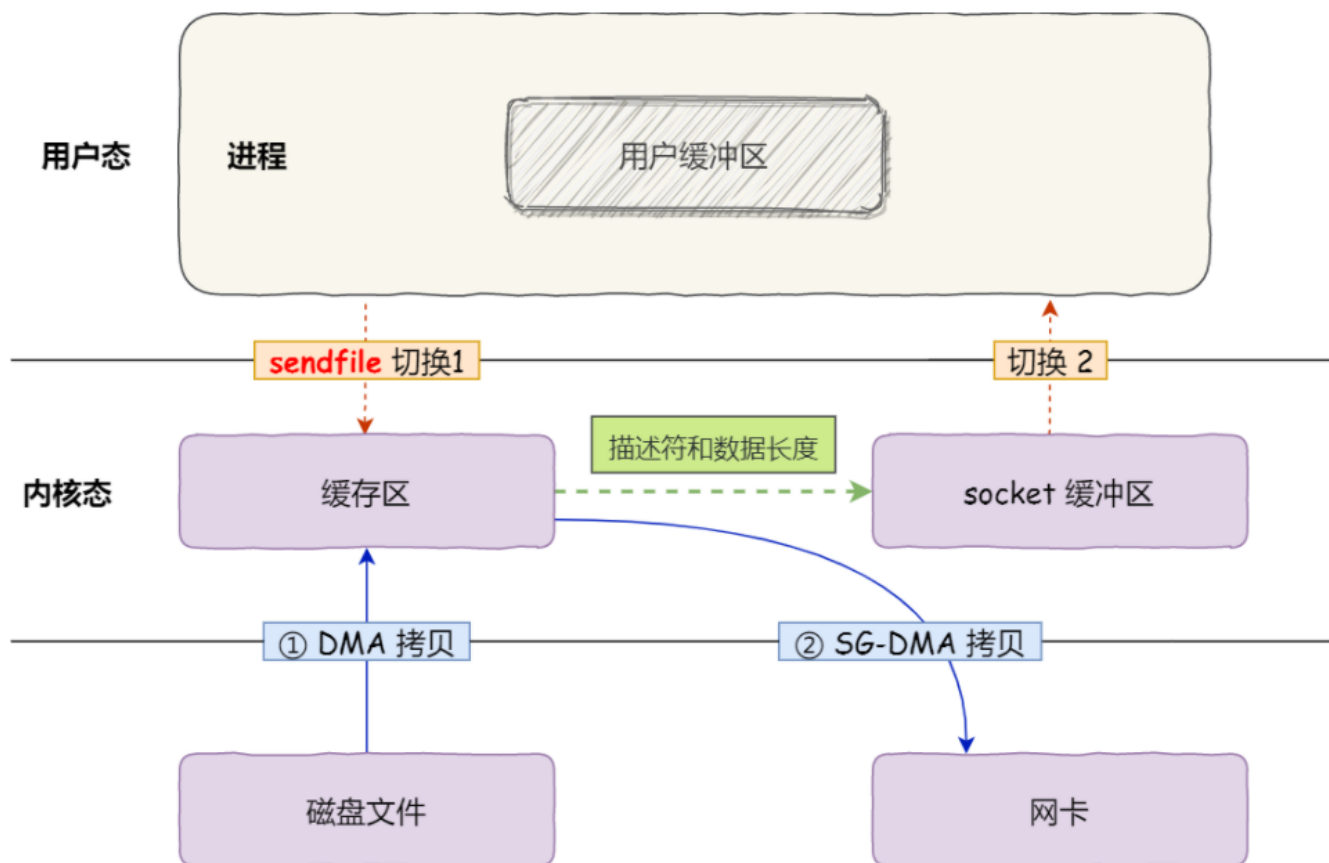 用户态
进程
用户缓冲区
sendfile 切换1
切换 2
描述符和数据长度
内核态
缓存区
socket 缓冲区
① DMA 拷贝
② SG-DMA 拷贝
磁盘文件
网卡